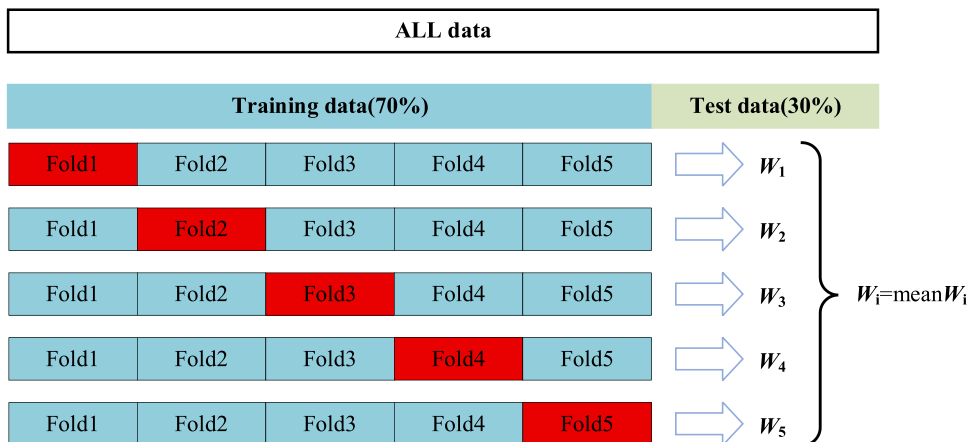 ALL data
Training data(70%) Test data(30%)
Fold1 Fold2 Fold3 Fold4 Fold5 W1
Fold1 Fold2 Fold3 Fold4 Fold5 W2
Fold1 Fold2 Fold3 Fold4 Fold5 W3
Wi=meanWi
Fold1 Fold2 Fold3 Fold4 Fold5 W4
Fold1 Fold2 Fold3 Fold4 Fold5 W5